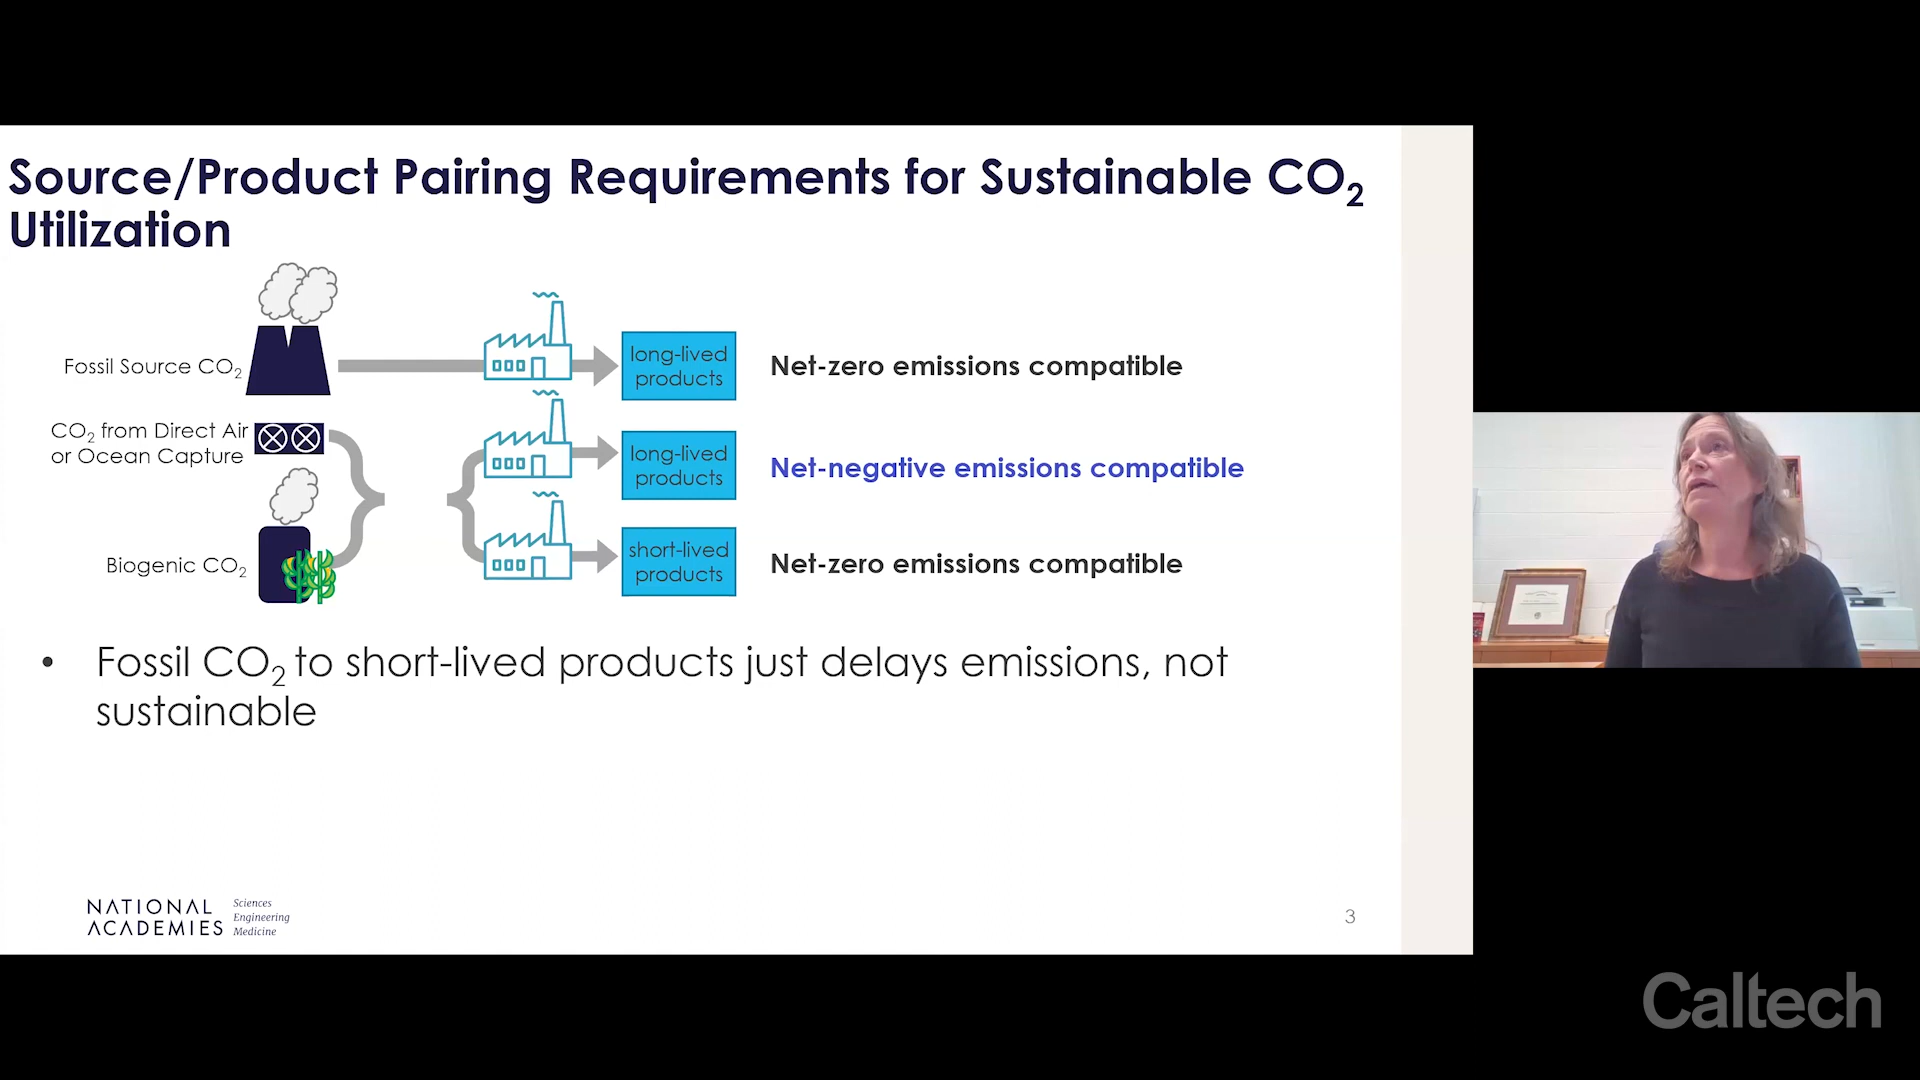 Source/Product Pairing Requirements for Sustainable CO₂
Utilization
Fossil Source CO₂
long-lived
products
Net-zero emissions compatible
CO₂ from Direct Air
or Ocean Capture
long-lived
products
Net-negative emissions compatible
Biogenic CO₂
short-lived
products
Net-zero emissions compatible
• Fossil CO₂ to short-lived products just delays emissions, not
sustainable
NATIONAL
ACADEMIES
Sciences
Engineering
Medicine
3
Caltech